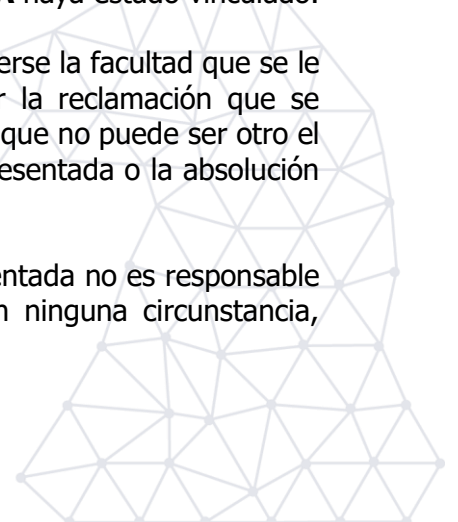 haya estado vinculado.
erse la facultad que se le
r la reclamación que se
que no puede ser otro el
esentada o la absolución
entada no es responsable
n ninguna circunstancia,